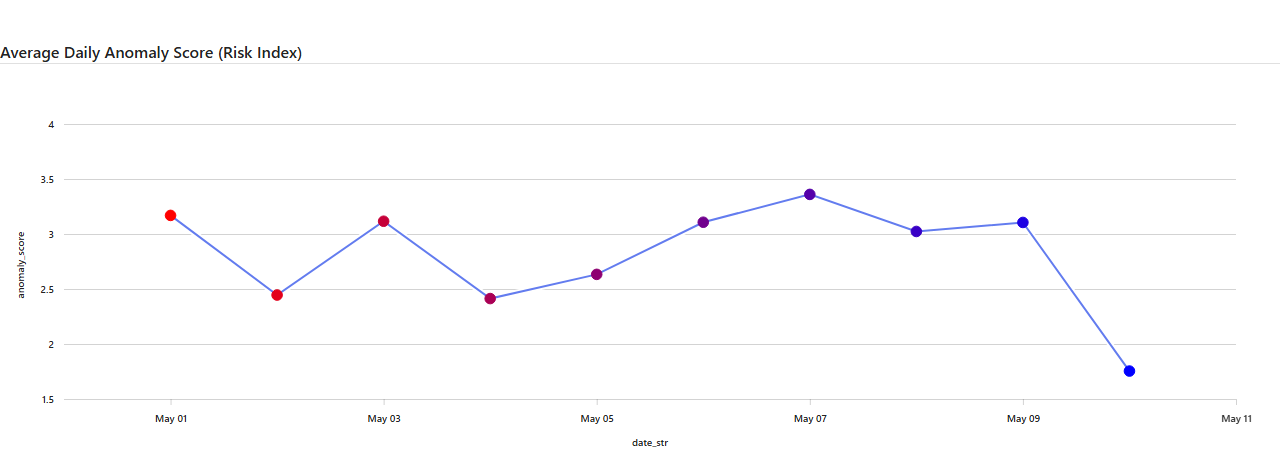 Average Daily Anomaly Score (Risk Index)
4
3.5
3
2.5
2
1.5
anomaly_score
May 01
May 03
May 05
May 07
May 09
May 11
date_str